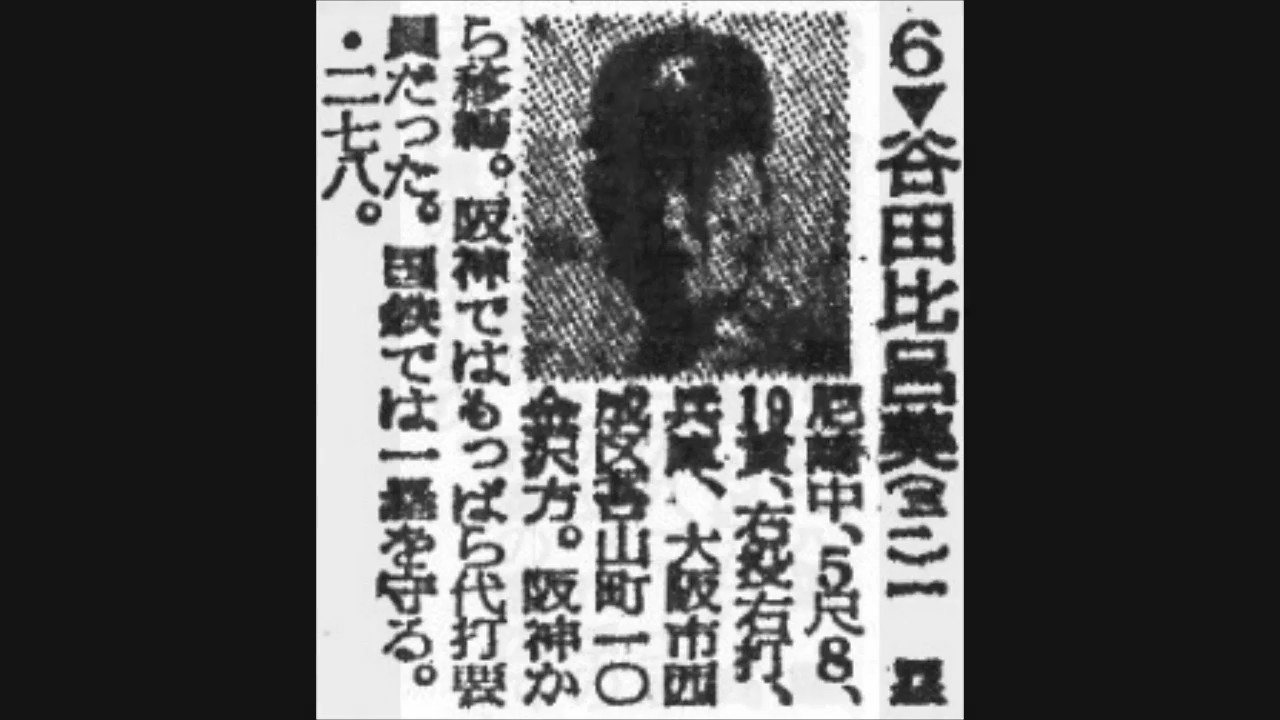 6▼谷田比呂美(三二)一塁
尼崎中、5尺8、
19貫、右投右打、
兵庫、大阪市西
成区 山町一〇
金沢方。阪神か
ら移籍。阪神ではもっぱら代打要
員だった。国鉄では一塁を守る。
・二七八。